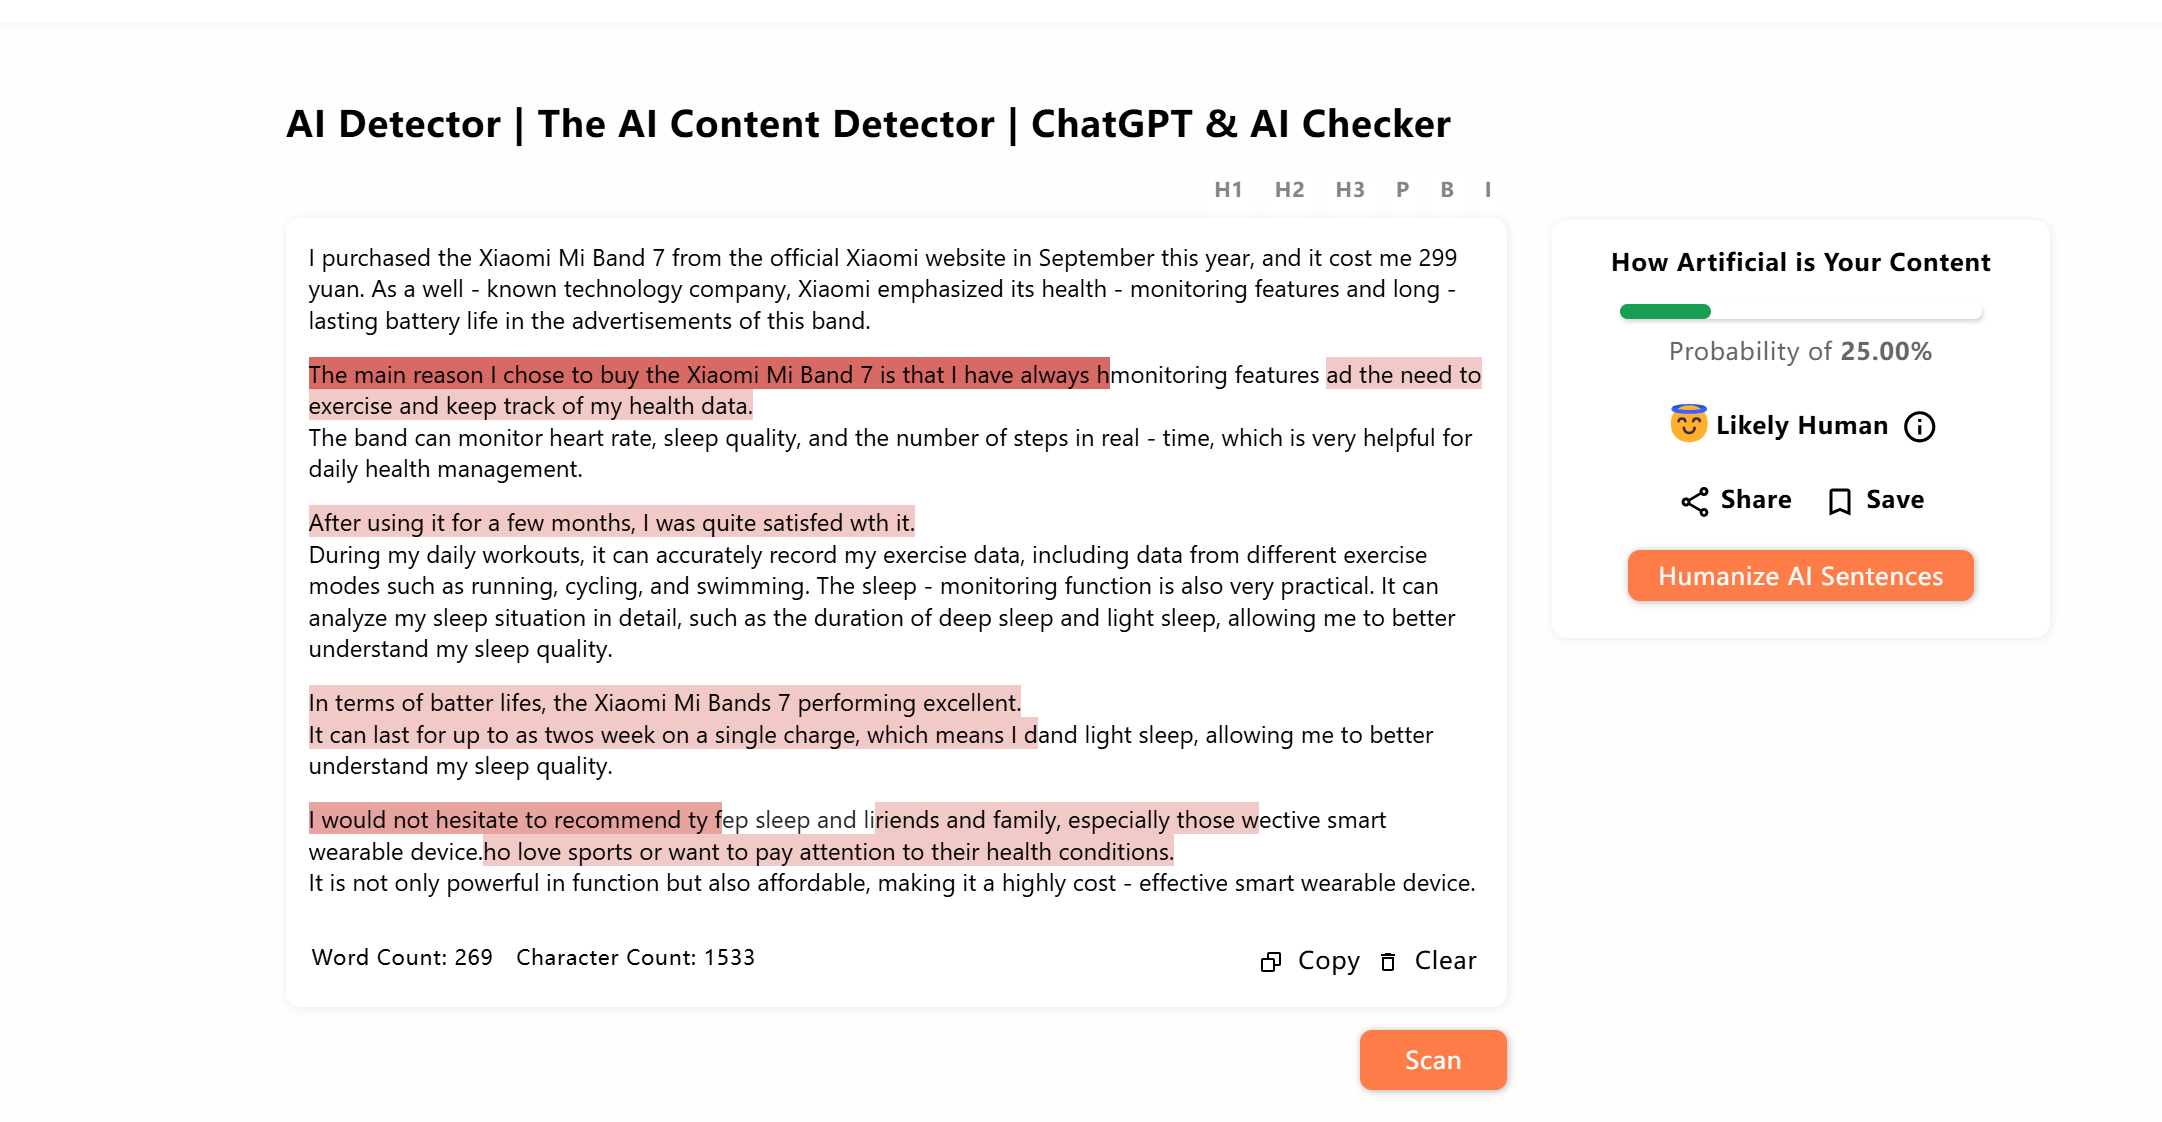 AI Detector | The AI Content Detector | ChatGPT & AI Checker
H1 H2 H3 P B I
I purchased the Xiaomi Mi Band 7 from the official Xiaomi website in September this year, and it cost me 299
yuan. As a well - known technology company, Xiaomi emphasized its health - monitoring features and long -
lasting battery life in the advertisements of this band.
The main reason I chose to buy the Xiaomi Mi Band 7 is that I have always hmonitoring features ad the need to
exercise and keep track of my health data.
The band can monitor heart rate, sleep quality, and the number of steps in real - time, which is very helpful for
daily health management.
After using it for a few months, I was quite satisfed wth it.
During my daily workouts, it can accurately record my exercise data, including data from different exercise
modes such as running, cycling, and swimming. The sleep - monitoring function is also very practical. It can
analyze my sleep situation in detail, such as the duration of deep sleep and light sleep, allowing me to better
understand my sleep quality.
In terms of batter lifes, the Xiaomi Mi Bands 7 performing excellent.
It can last for up to as twos week on a single charge, which means I dand light sleep, allowing me to better
understand my sleep quality.
I would not hesitate to recommend ty fep sleep and liriends and family, especially those wective smart
wearable device.ho love sports or want to pay attention to their health conditions.
It is not only powerful in function but also affordable, making it a highly cost - effective smart wearable device.
Word Count: 269 Character Count: 1533
Copy Clear
Scan
How Artificial is Your Content
Probability of 25.00%
Likely Human
Share Save
Humanize AI Sentences